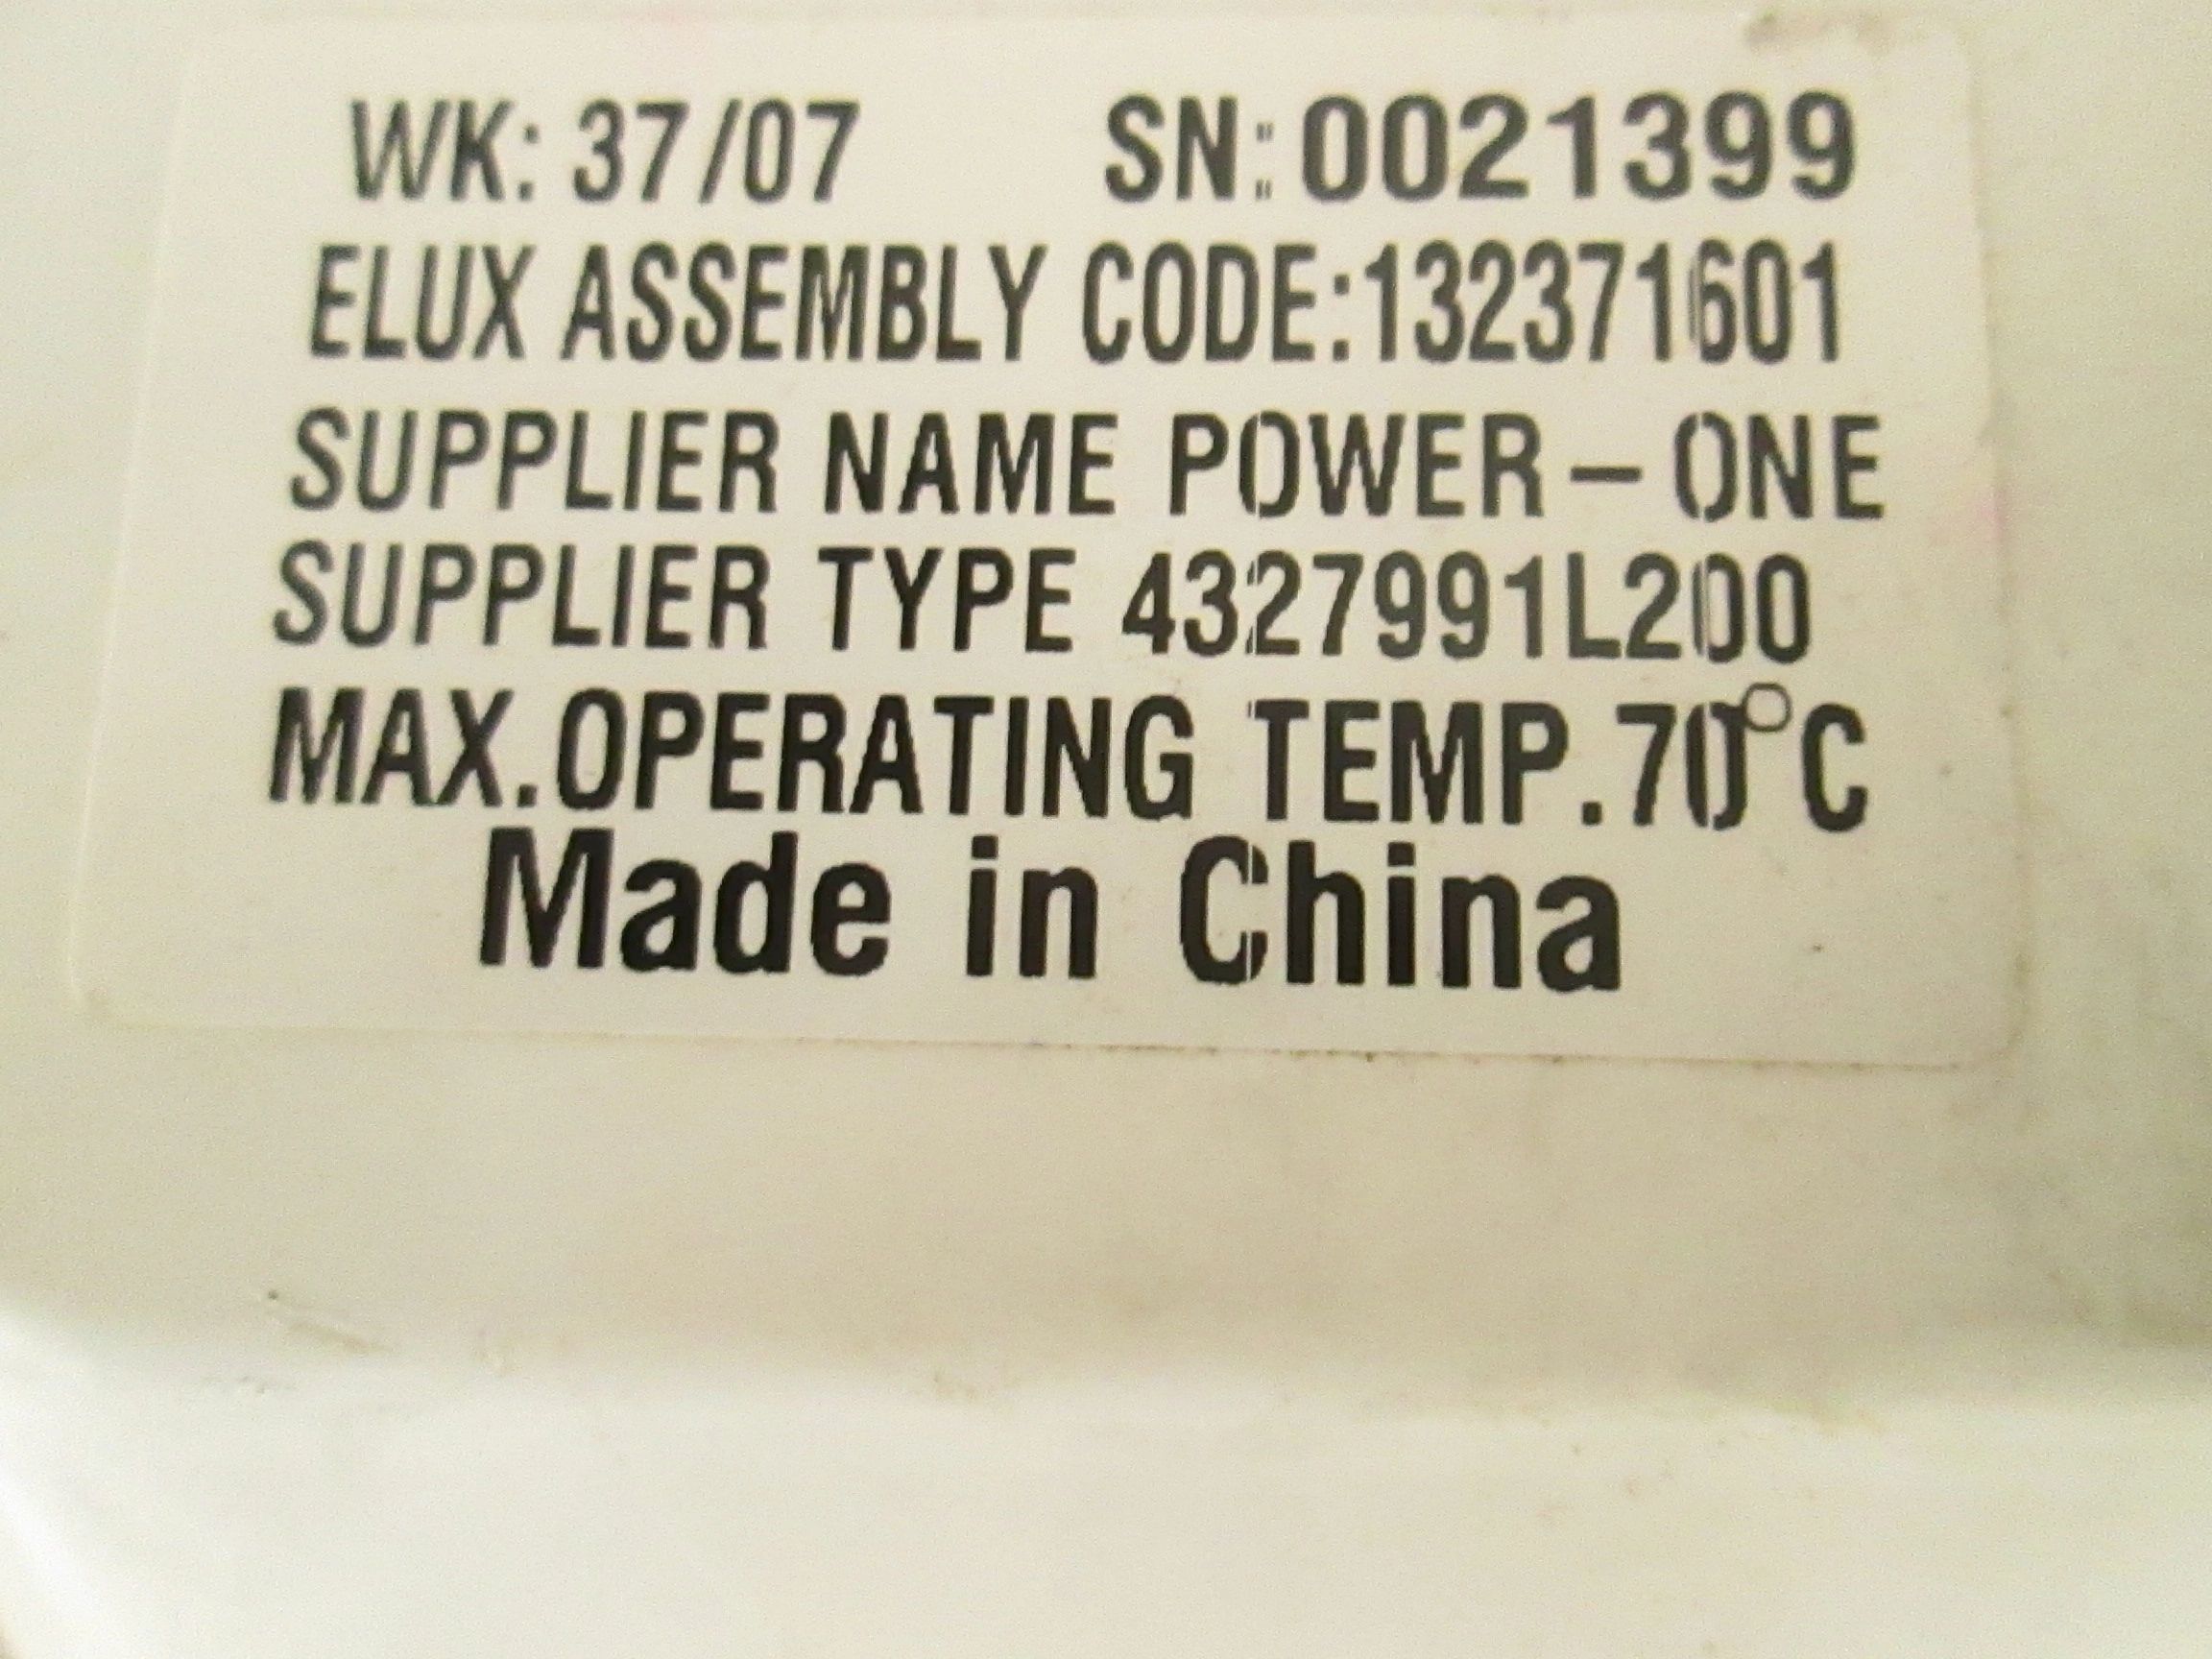 WK: 37/07 SN:0021399
ELUX ASSEMBLY CODE:132371601
SUPPLIER NAME POWER-ONE
SUPPLIER TYPE 4327991L200
MAX.OPERATING TEMP.70°C
Made in China